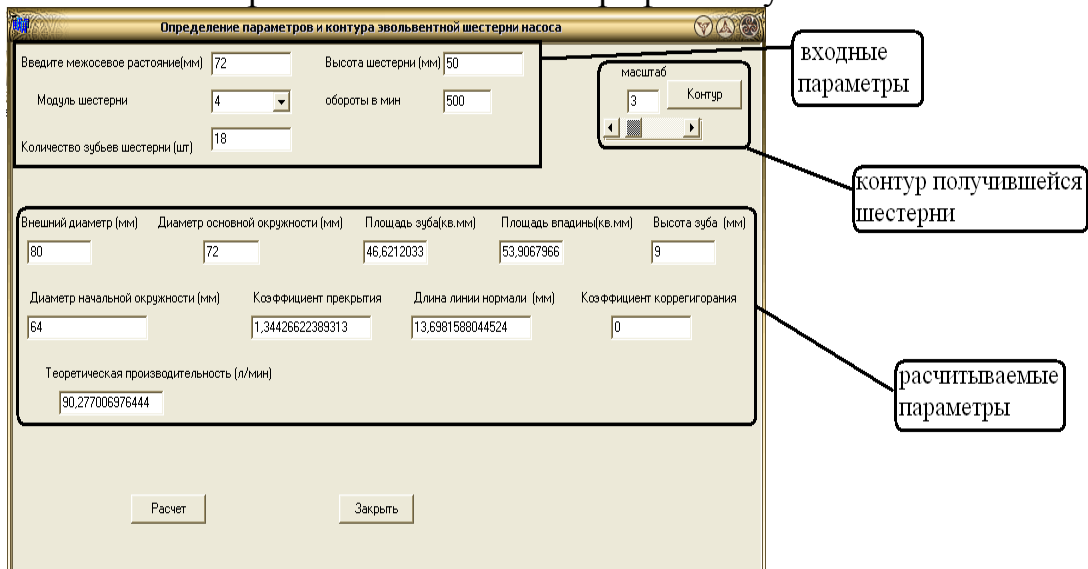 Определение параметров и контура эвольвентной шестерни насоса
Введите межосевое растояние(мм) 72 Высота шестерни (мм) 50
Модуль шестерни 4 обороты в мин 500
Количество зубьев шестерни (шт) 18
масштаб
3 Контур
входные
параметры
контур получившейся
шестерни
Внешний диаметр (мм) Диаметр основной окружности (мм) Площадь зуба(кв.мм) Площадь впадины(кв.мм) Высота зуба (мм)
80 72 46,6212033 53,9067966 9
Диаметр начальной окружности (мм) Коэффициент прекрытия Длина линии нормали (мм) Коэффициент коррегигорания
64 1,34426622389313 13,6981588044524 0
Теоретическая производительность (л/мин)
90,277006976444
расчитываемые
параметры
Расчет Закрыть